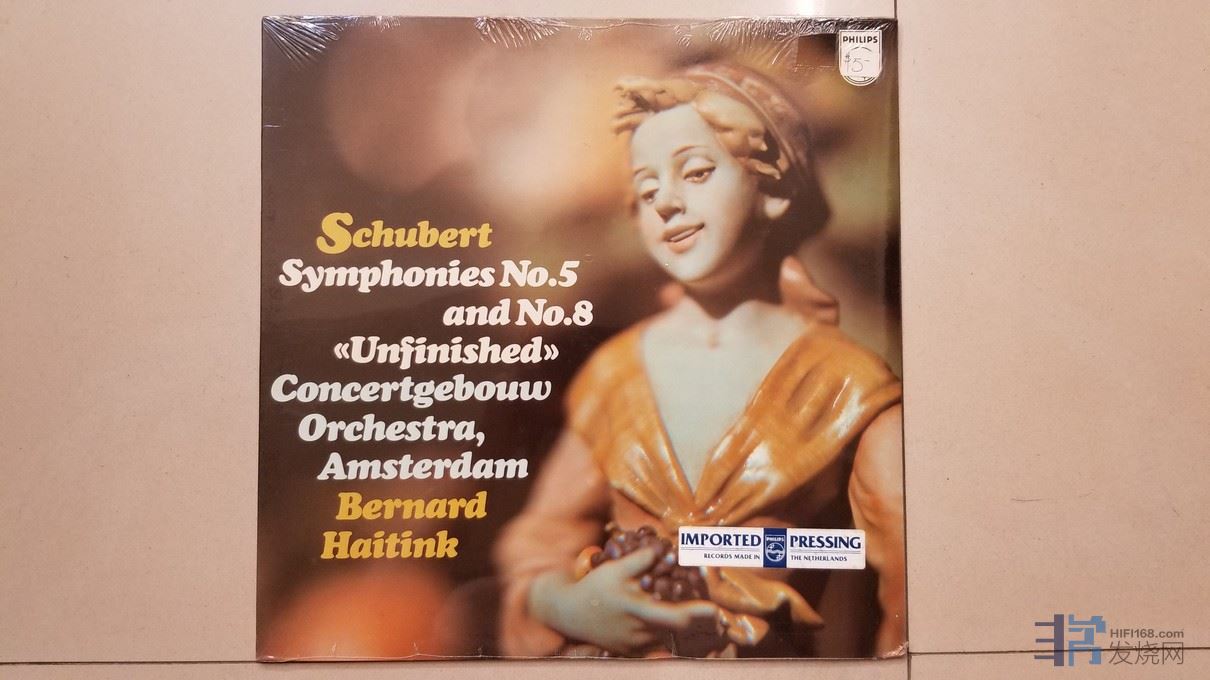 PHILIPS
$5-
Schubert
Symphonies No.5
and No.8
«Unfinished»
Concertgebouw
Orchestra,
Amsterdam
Bernard
Haitink
IMPORTED PHILIPS PRESSING
RECORDS MADE IN THE NETHERLANDS
HIFI168.com
发烧网